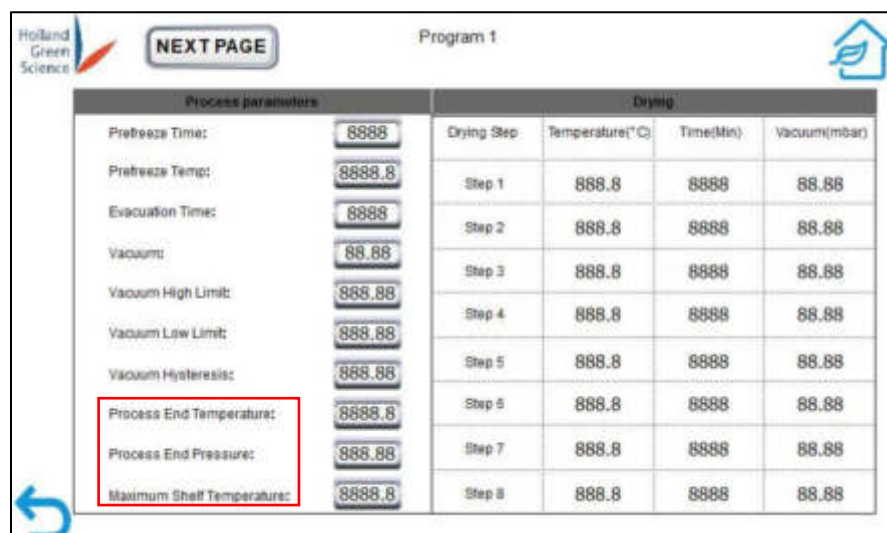 Holland
Green
Science
NEXT PAGE
Program 1
Process parameters
Prefreeze Time: 8888
Prefreeze Temp: 8888.8
Evacuation Time: 8888
Vacuum: 88.88
Vacuum High Limit: 888.88
Vacuum Low Limit: 888.88
Vacuum Hysteresis: 888.88
Process End Temperature: 8888.8
Process End Pressure: 888.88
Maximum Shelf Temperature: 8888.8
Drying
Drying Step Temperature(°C) Time(Min) Vacuum(mbar)
Step 1 888.8 8888 88.88
Step 2 888.8 8888 88.88
Step 3 888.8 8888 88.88
Step 4 888.8 8888 88.88
Step 5 888.8 8888 88.88
Step 6 888.8 8888 88.88
Step 7 888.8 8888 88.88
Step 8 888.8 8888 88.88